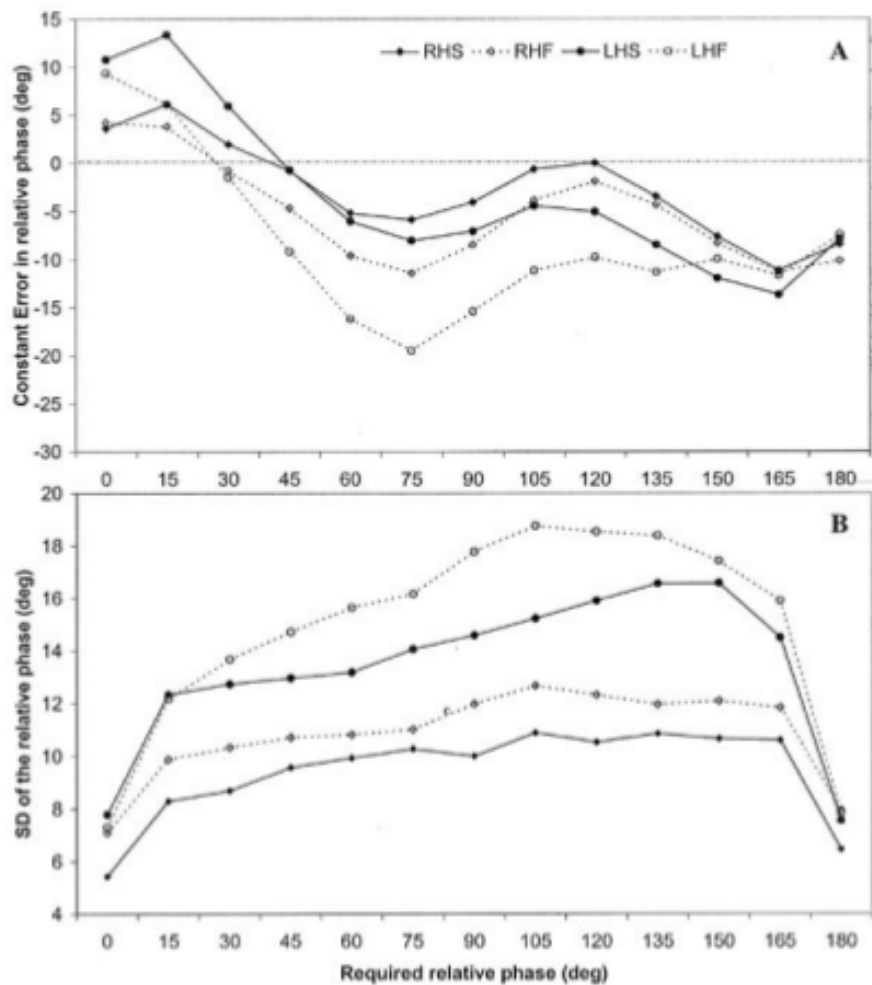 15
10
5
0
-5
-10
-15
-20
-25
-30
Constant Error in relative phase (deg)
RHS RHF LHS LHF
A
0 15 30 45 60 75 90 105 120 135 150 165 180
20
18
16
14
12
10
8
6
4
SD of the relative phase (deg)
B
0 15 30 45 60 75 90 105 120 135 150 165 180
Required relative phase (deg)